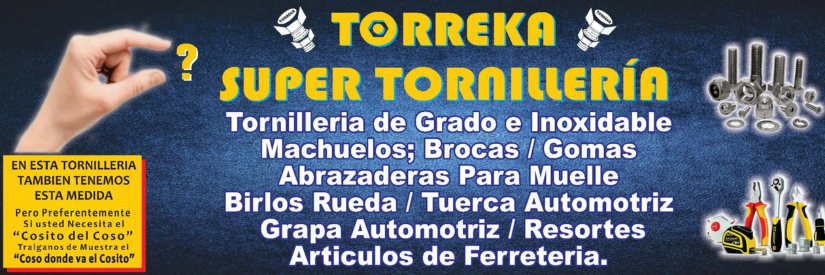 TORREKA
SUPER TORNILLERÍA
Tornilleria de Grado e Inoxidable
Machuelos; Brocas / Gomas
Abrazaderas Para Muelle
Birlos Rueda / Tuerca Automotriz
Grapa Automotriz / Resortes
Articulos de Ferreteria.
?
EN ESTA TORNILLERIA
TAMBIEN TENEMOS
ESTA MEDIDA
Pero Preferentemente
Si usted Necesita el
“Cosito del Coso”
Traiganos de Muestra el
“Coso donde va el Cosito”